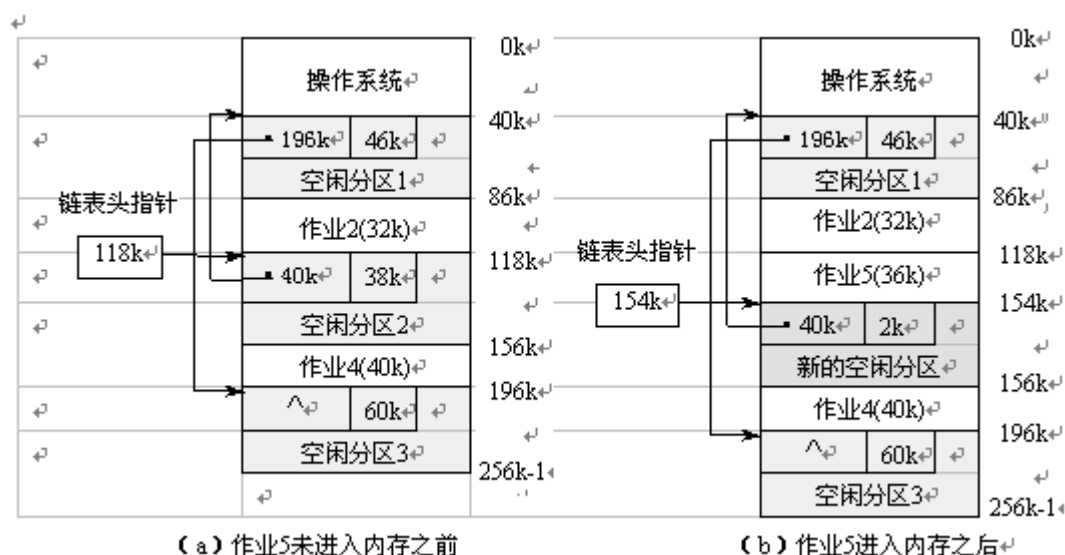 0k
操作系统
40k
196k 46k
空闲分区1
86k
链表头指针
作业2(32k)
118k
118k
40k 38k
空闲分区2
156k
作业4(40k)
196k
^ 60k
空闲分区3
256k-1
(a)作业5未进入内存之前
0k
操作系统
40k
196k 46k
空闲分区1
86k
作业2(32k)
链表头指针
118k
作业5(36k)
154k
154k
40k 2k
新的空闲分区
156k
作业4(40k)
196k
^ 60k
空闲分区3
256k-1
(b)作业5进入内存之后